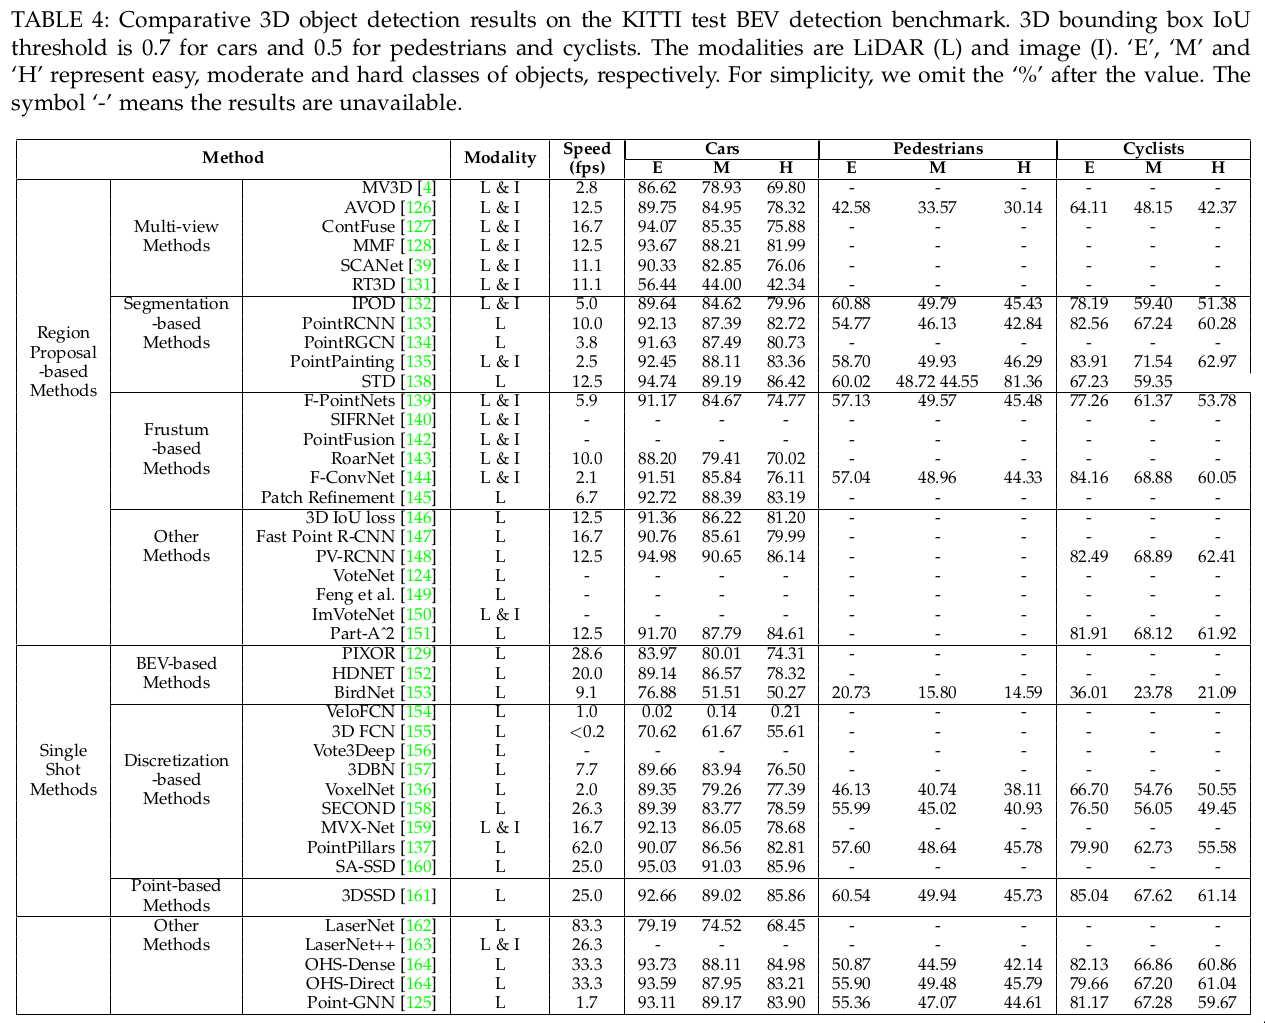 TABLE 4: Comparative 3D object detection results on the KITTI test BEV detection benchmark. 3D bounding box IoU
threshold is 0.7 for cars and 0.5 for pedestrians and cyclists. The modalities are LiDAR (L) and image (I). ‘E’, ‘M’ and
‘H’ represent easy, moderate and hard classes of objects, respectively. For simplicity, we omit the ‘%’ after the value. The
symbol ‘-’ means the results are unavailable.
Method Modality Speed (fps) Cars Pedestrians Cyclists
E M H E M H E M H
Region Proposal -based Methods
Multi-view Methods
MV3D [4] L & I 2.8 86.62 78.93 69.80 - - - - - -
AVOD [126] L & I 12.5 89.75 84.95 78.32 42.58 33.57 30.14 64.11 48.15 42.37
ContFuse [127] L & I 16.7 94.07 85.35 75.88 - - - - - -
MMF [128] L & I 12.5 93.67 88.21 81.99 - - - - - -
SCANet [39] L & I 11.1 90.33 82.85 76.06 - - - - - -
RT3D [131] L & I 11.1 56.44 44.00 42.34 - - - - - -
Segmentation -based Methods
IPOD [132] L & I 5.0 89.64 84.62 79.96 60.88 49.79 45.43 78.19 59.40 51.38
PointRCNN [133] L 10.0 92.13 87.39 82.72 54.77 46.13 42.84 82.56 67.24 60.28
PointRGCN [134] L 3.8 91.63 87.49 80.73 - - - - - -
PointPainting [135] L & I 2.5 92.45 88.11 83.36 58.70 49.93 46.29 83.91 71.54 62.97
STD [138] L 12.5 94.74 89.19 86.42 60.02 48.72 44.55 81.36 67.23 59.35
Frustum -based Methods
F-PointNets [139] L & I 5.9 91.17 84.67 74.77 57.13 49.57 45.48 77.26 61.37 53.78
SIFRNet [140] L & I - - - - - - - - - -
PointFusion [142] L & I - - - - - - - - - -
RoarNet [143] L & I 10.0 88.20 79.41 70.02 - - - - - -
F-ConvNet [144] L & I 2.1 91.51 85.84 76.11 57.04 48.96 44.33 84.16 68.88 60.05
Patch Refinement [145] L 6.7 92.72 88.39 83.19 - - - - - -
Other Methods
3D IoU loss [146] L 12.5 91.36 86.22 81.20 - - - - - -
Fast Point R-CNN [147] L 16.7 90.76 85.61 79.99 - - - - - -
PV-RCNN [148] L 12.5 94.98 90.65 86.14 - - - 82.49 68.89 62.41
VoteNet [124] L - - - - - - - - - -
Feng et al. [149] L - - - - - - - - - -
ImVoteNet [150] L & I - - - - - - - - - -
Part-Aˆ2 [151] L 12.5 91.70 87.79 84.61 - - - 81.91 68.12 61.92
Single Shot Methods
BEV-based Methods
PIXOR [129] L 28.6 83.97 80.01 74.31 - - - - - -
HDNET [152] L 20.0 89.14 86.57 78.32 - - - - - -
BirdNet [153] L 9.1 76.88 51.51 50.27 20.73 15.80 14.59 36.01 23.78 21.09
Discretization -based Methods
VeloFCN [154] L 1.0 0.02 0.14 0.21 - - - - - -
3D FCN [155] L <0.2 70.62 61.67 55.61 - - - - - -
Vote3Deep [156] L - - - - - - - - - -
3DBN [157] L 7.7 89.66 83.94 76.50 - - - - - -
VoxelNet [136] L 2.0 89.35 79.26 77.39 46.13 40.74 38.11 66.70 54.76 50.55
SECOND [158] L 26.3 89.39 83.77 78.59 55.99 45.02 40.93 76.50 56.05 49.45
MVX-Net [159] L & I 16.7 92.13 86.05 78.68 - - - - - -
PointPillars [137] L 62.0 90.07 86.56 82.81 57.60 48.64 45.78 79.90 62.73 55.58
SA-SSD [160] L 25.0 95.03 91.03 85.96 - - - - - -
Point-based Methods
3DSSD [161] L 25.0 92.66 89.02 85.86 60.54 49.94 45.73 85.04 67.62 61.14
Other Methods
LaserNet [162] L 83.3 79.19 74.52 68.45 - - - - - -
LaserNet++ [163] L & I 26.3 - - - - - - - - -
OHS-Dense [164] L 33.3 93.73 88.11 84.98 50.87 44.59 42.14 82.13 66.86 60.86
OHS-Direct [164] L 33.3 93.59 87.95 83.21 55.90 49.48 45.79 79.66 67.20 61.04
Point-GNN [125] L 1.7 93.11 89.17 83.90 55.36 47.07 44.61 81.17 67.28 59.67